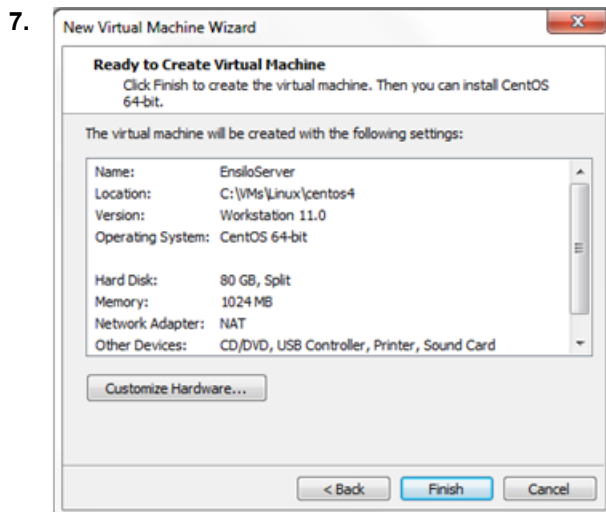 7.
New Virtual Machine Wizard
Ready to Create Virtual Machine
Click Finish to create the virtual machine. Then you can install CentOS
64-bit.
The virtual machine will be created with the following settings:
Name: EnsiloServer
Location: C:\VMs\Linux\centos4
Version: Workstation 11.0
Operating System: CentOS 64-bit
Hard Disk: 80 GB, Split
Memory: 1024 MB
Network Adapter: NAT
Other Devices: CD/DVD, USB Controller, Printer, Sound Card
Customize Hardware...
< Back Finish Cancel